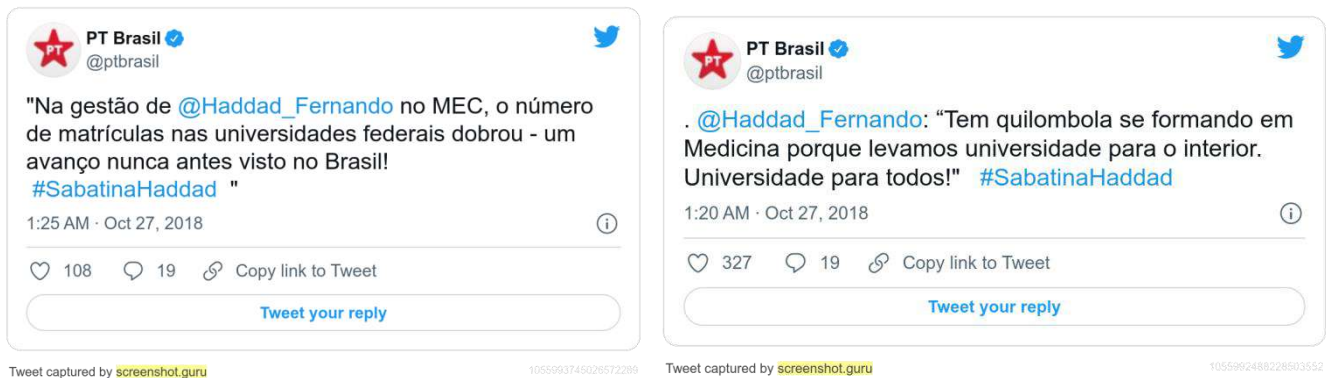 PT
PT Brasil
@ptbrasil
"Na gestão de @Haddad_Fernando no MEC, o número
de matrículas nas universidades federais dobrou - um
avanço nunca antes visto no Brasil!
#SabatinaHaddad "
1:25 AM · Oct 27, 2018
108 19 Copy link to Tweet
Tweet your reply
Tweet captured by screenshot.guru
1055993745026572289
PT
PT Brasil
@ptbrasil
. @Haddad_Fernando: “Tem quilombola se formando em
Medicina porque levamos universidade para o interior.
Universidade para todos!" #SabatinaHaddad
1:20 AM · Oct 27, 2018
327 19 Copy link to Tweet
Tweet your reply
Tweet captured by screenshot.guru
1055992488228503552